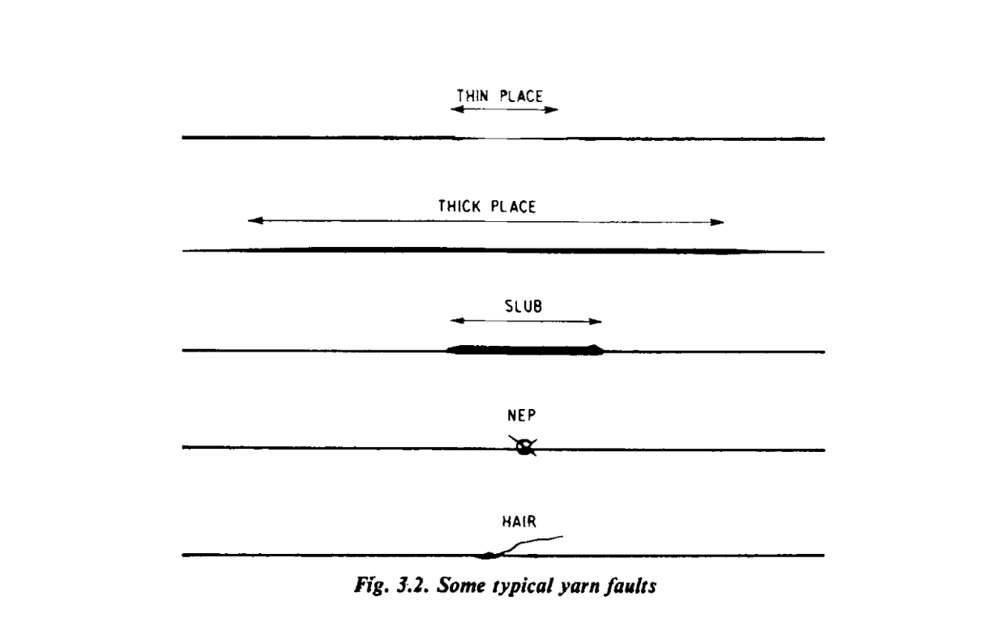 THIN PLACE
THICK PLACE
SLUB
NEP
HAIR
Fig. 3.2. Some typical yarn faults